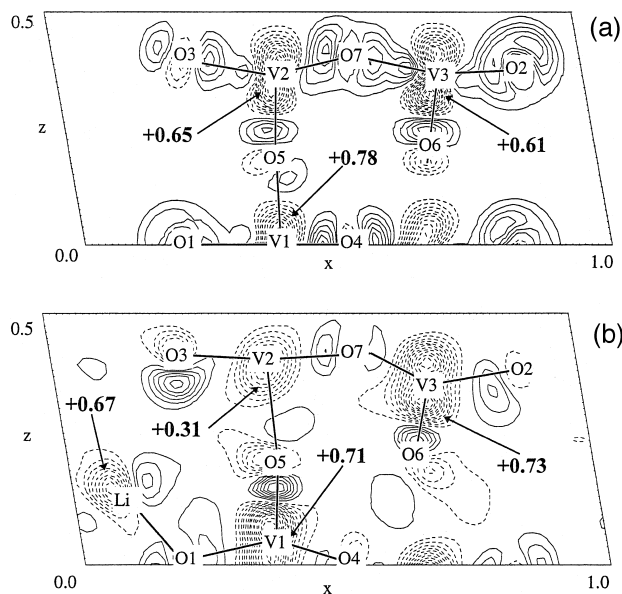 0.5
(a)
O3
V2
O7
V3
O2
+0.65
z
O5
O6
+0.61
+0.78
O1
V1
O4
0.0
x
1.0
0.5
(b)
O3
V2
O7
V3
O2
+0.67
+0.31
z
O5
+0.71
O6
+0.73
Li
V1
O1
O4
0.0
x
1.0